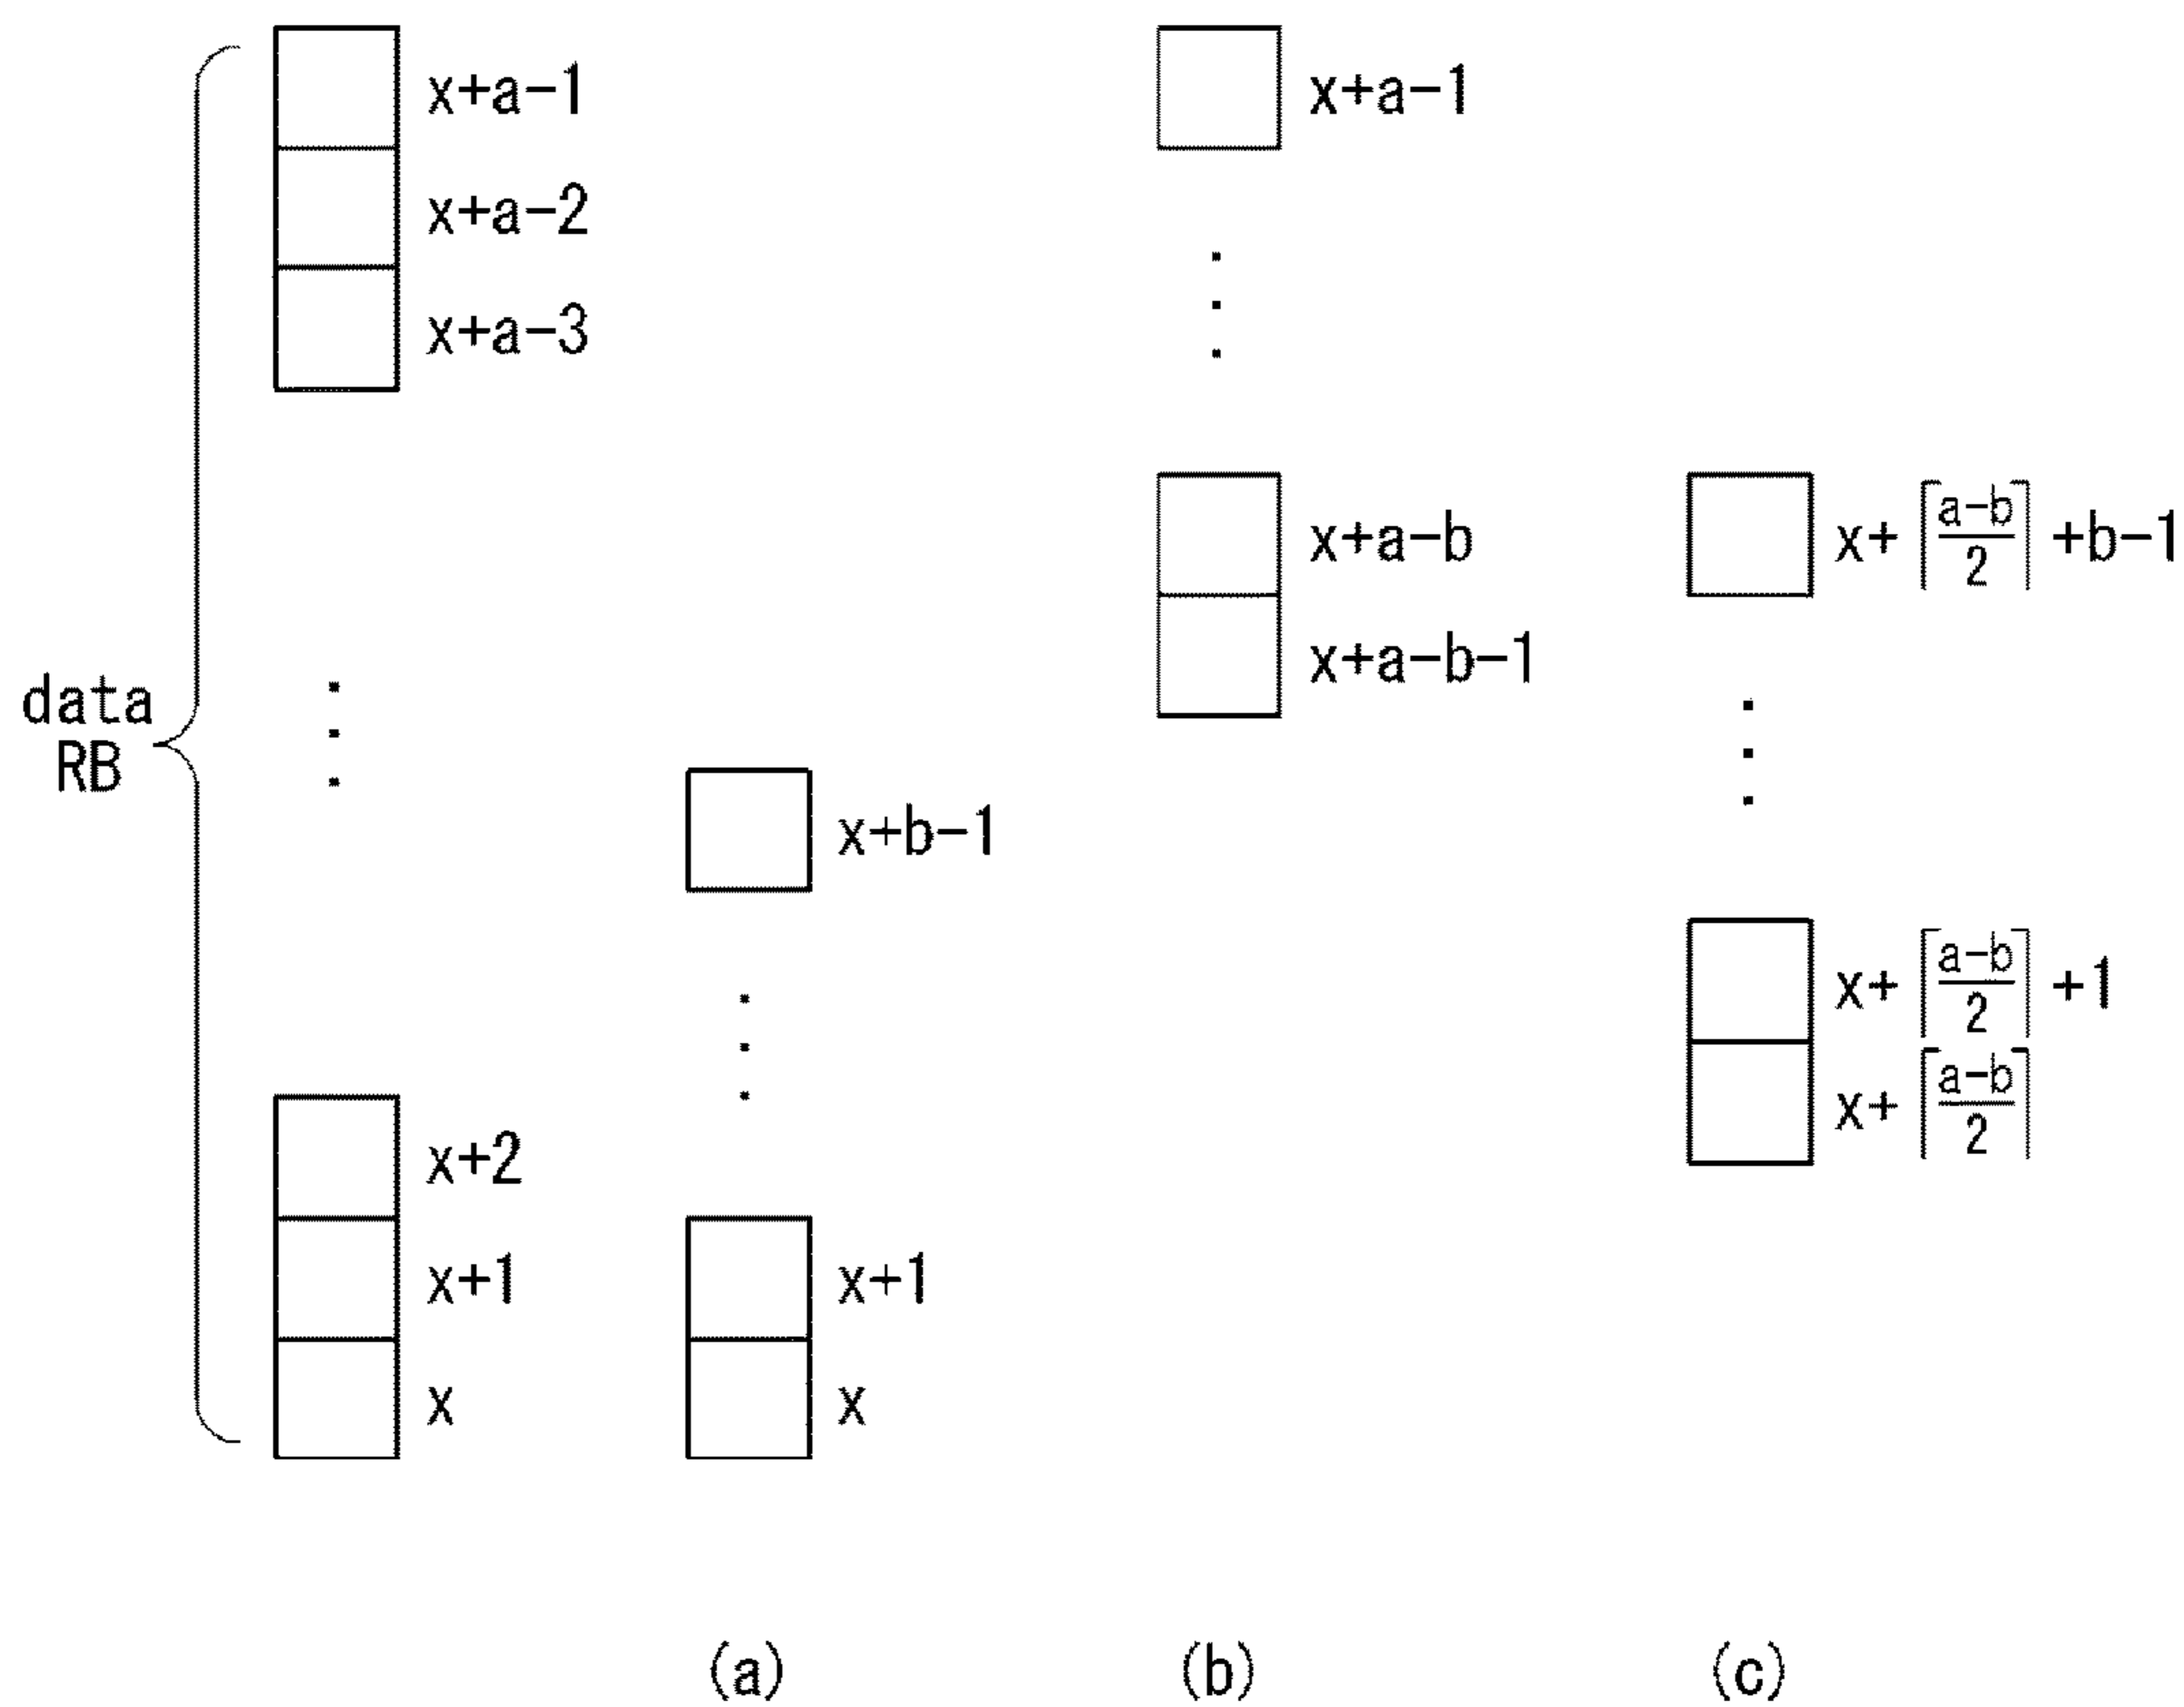 x+a-1
x+a-2
x+a-3
data
RB
x+2
x+1
x
x+b-1
x+1
x
(a)
x+a-1
x+a-b
x+a-b-1
(b)
x+⌈(a-b)/2⌉+b-1
x+⌈(a-b)/2⌉+1
x+⌈(a-b)/2⌉
(c)